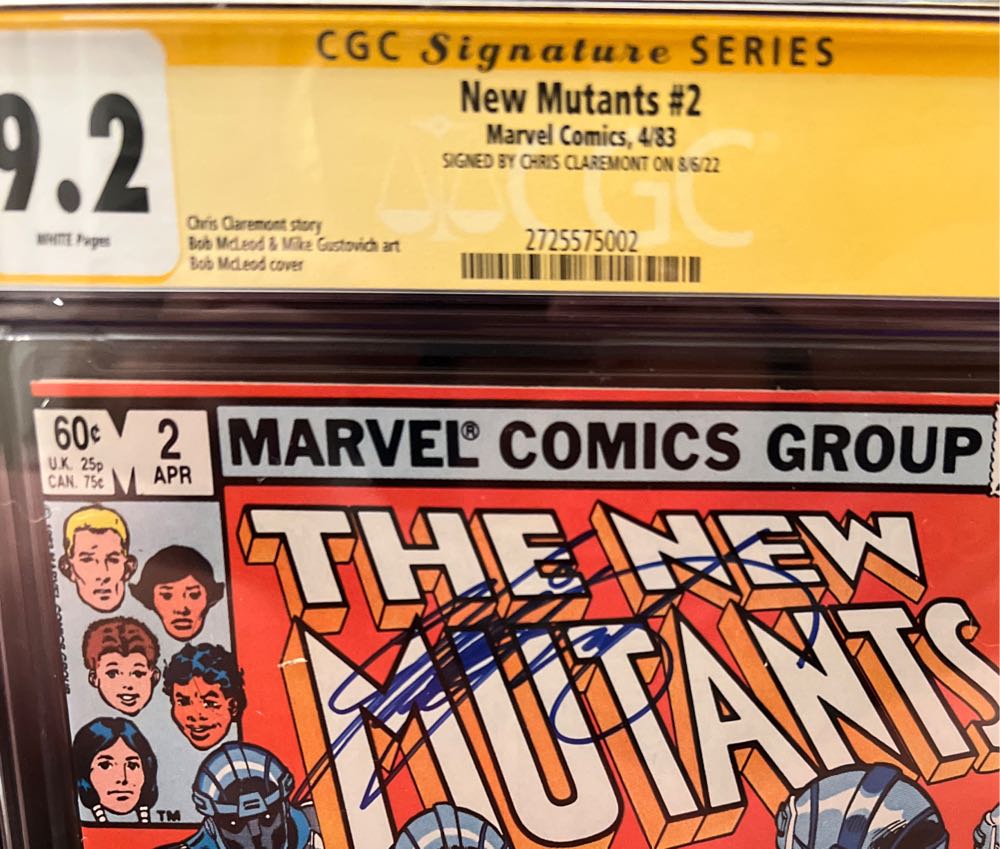 CGC Signature SERIES
9.2
WHITE Pages
New Mutants #2
Marvel Comics, 4/83
SIGNED BY CHRIS CLAREMONT ON 8/6/22
Chris Claremont story
Bob McLeod & Mike Gustovich art
Bob McLeod cover
CGC
2725575002
60¢
U.K. 25p
CAN. 75¢
M
2
APR
MARVEL® COMICS GROUP
THE NEW
MUTANTS
TM